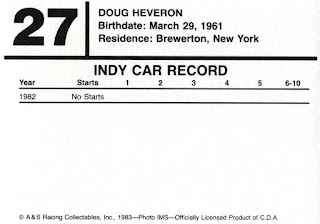 27
DOUG HEVERON
Birthdate: March 29, 1961
Residence: Brewerton, New York
INDY CAR RECORD
Year Starts 1 2 3 4 5 6-10
1982 No Starts
© A & S Racing Collectables, Inc., 1983—Photo IMS—Officially Licensed Product of C.D.A.